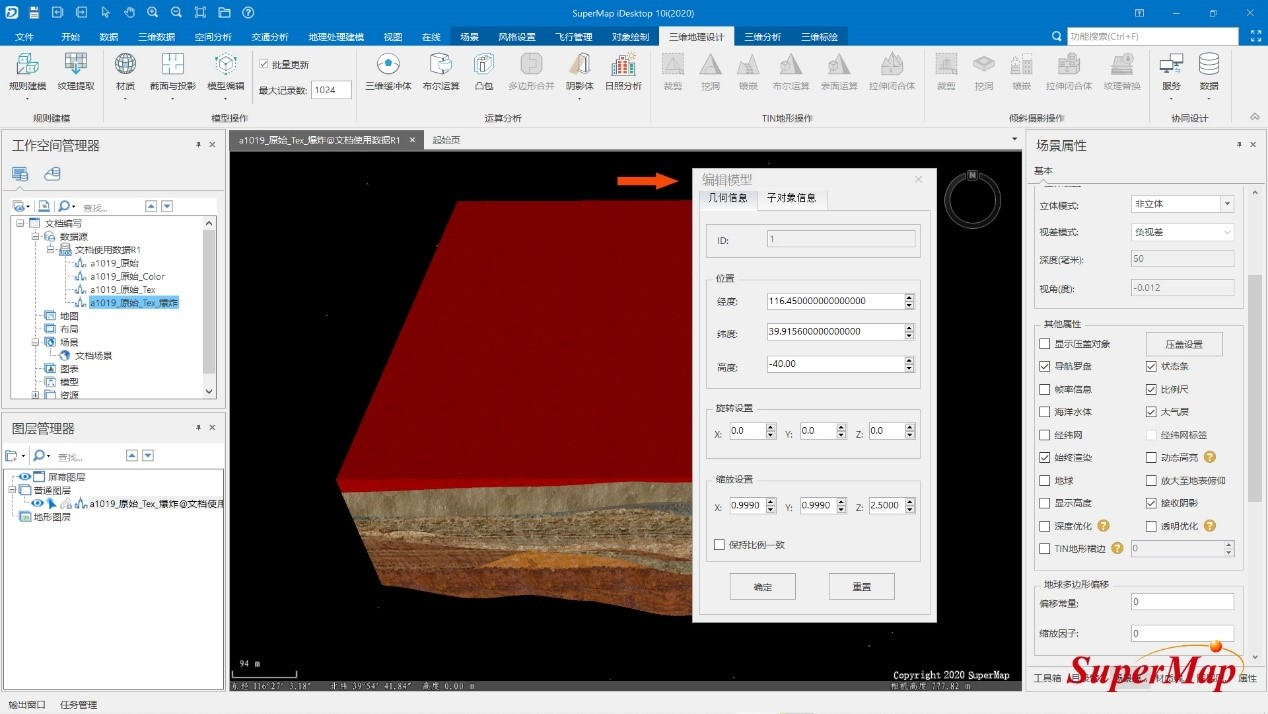 SuperMap iDesktop 10i(2020)
文件 开始 数据 三维数据 空间分析 交通分析 地理处理建模 视图 在线 场景 风格设置 飞行管理 对象绘制 三维地理设计 三维分析 三维标绘 功能搜索(Ctrl+F)
规则建模 纹理提取 材质 截面与投影 模型编辑 批量更新 最大记录数: 1024 三维缓冲体 布尔运算 凸包 多边形合并 阴影体 日照分析 裁剪 挖洞 镶嵌 布尔运算 表面运算 拉伸闭合体 裁剪 挖洞 镶嵌 拉伸闭合体 纹理替换 服务 数据
规则建模 模型操作 运算分析 TIN地形操作 倾斜摄影操作 协同设计
工作空间管理器
查找...
文档编写
数据源
文档使用数据R1
a1019_原始
a1019_原始_Color
a1019_原始_Tex
a1019_原始_Tex_爆炸
地图
布局
场景
文档场景
图表
模型
资源
图层管理器
查找...
屏幕图层
普通图层
a1019_原始_Tex_爆炸@文档使用
地形图层
a1019_原始_Tex_爆炸@文档使用数据R1 起始页
N
94 m
东经 116°27' 3.18" 北纬 39°54' 41.84" 高度 0.00 m
Copyright 2020 SuperMap
相机高度 777.82 m
编辑模型
几何信息 子对象信息
ID: 1
位置
经度: 116.450000000000000
纬度: 39.915600000000000
高度: -40.00
旋转设置
X: 0.0 Y: 0.0 Z: 0.0
缩放设置
X: 0.9990 Y: 0.9990 Z: 2.5000
保持比例一致
确定 重置
场景属性
基本
立体模式: 非立体
视差模式: 负视差
深度(毫米): 50
视角(度): -0.012
其他属性
显示压盖对象 压盖设置
导航罗盘 状态条
帧率信息 比例尺
海洋水体 大气层
经纬网 经纬网标签
始终渲染 动态高亮
地球 放大至地表俯仰
显示高度 接收阴影
深度优化 透明优化
TIN地形裙边 0
地球多边形偏移
偏移常量: 0
缩放因子: 0
SuperMap
工具箱 属性
输出窗口 任务管理